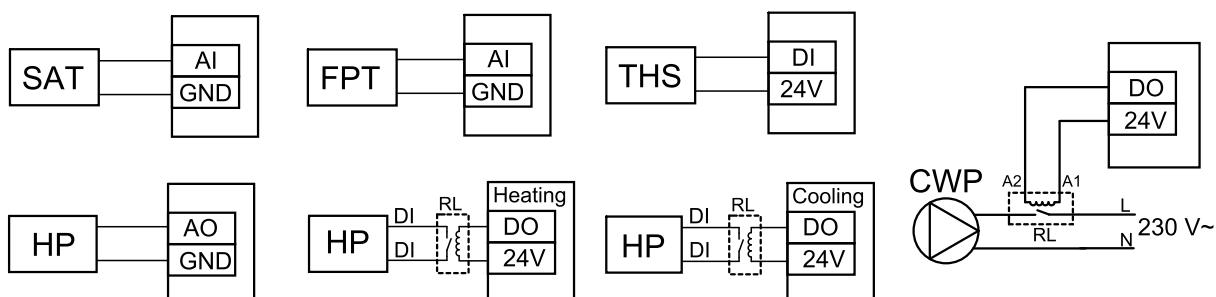 SAT
AI
GND
FPT
AI
GND
THS
DI
24V
DO
24V
CWP
A2
A1
L
N
230 V~
RL
HP
AO
GND
HP
DI
DI
RL
Heating
DO
24V
HP
DI
DI
RL
Cooling
DO
24V